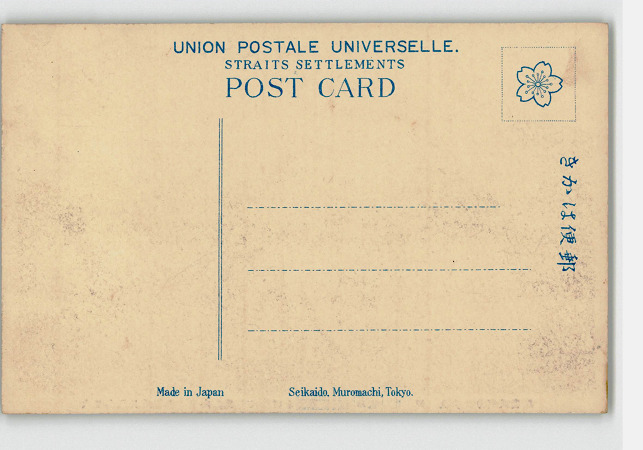 UNION POSTALE UNIVERSELLE.
STRAITS SETTLEMENTS
POST CARD
郵便はかき
Made in Japan
Seikaido, Muromachi, Tokyo.